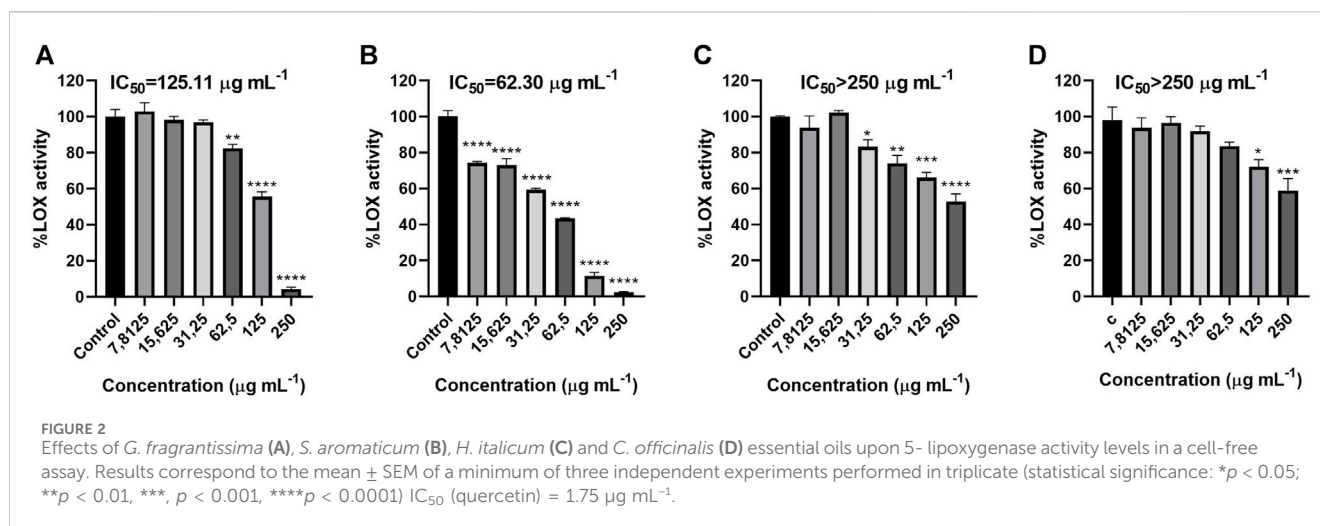 A
IC50=125.11 μg mL-1
%LOX activity
120
100
80
60
40
20
0
**
****
****
Control
7,8125
15,625
31,25
62,5
125
250
Concentration (μg mL-1)
B
IC50=62.30 μg mL-1
%LOX activity
120
100
80
60
40
20
0
****
****
****
****
****
****
Control
7,8125
15,625
31,25
62,5
125
250
Concentration (μg mL-1)
C
IC50>250 μg mL-1
%LOX activity
120
100
80
60
40
20
0
*
**
***
****
Control
7,8125
15,625
31,25
62,5
125
250
Concentration (μg mL-1)
D
IC50>250 μg mL-1
%LOX activity
120
100
80
60
40
20
0
*
***
c
7,8125
15,625
31,25
62,5
125
250
Concentration (μg mL-1)
FIGURE 2
Effects of G. fragrantissima (A), S. aromaticum (B), H. italicum (C) and C. officinalis (D) essential oils upon 5- lipoxygenase activity levels in a cell-free
assay. Results correspond to the mean ± SEM of a minimum of three independent experiments performed in triplicate (statistical significance: *p < 0.05;
**p < 0.01, ***, p < 0.001, ****p < 0.0001) IC50 (quercetin) = 1.75 µg mL−1.